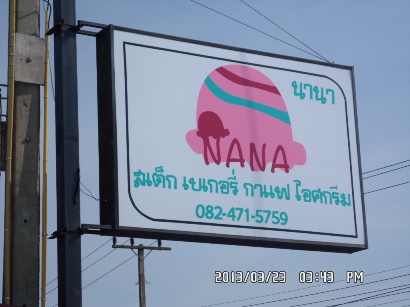 นานา
NANA
สเต็ก เบเกอรี่ กาแฟ ไอศกรีม
082-471-5759
2013/03/23 03:43 PM